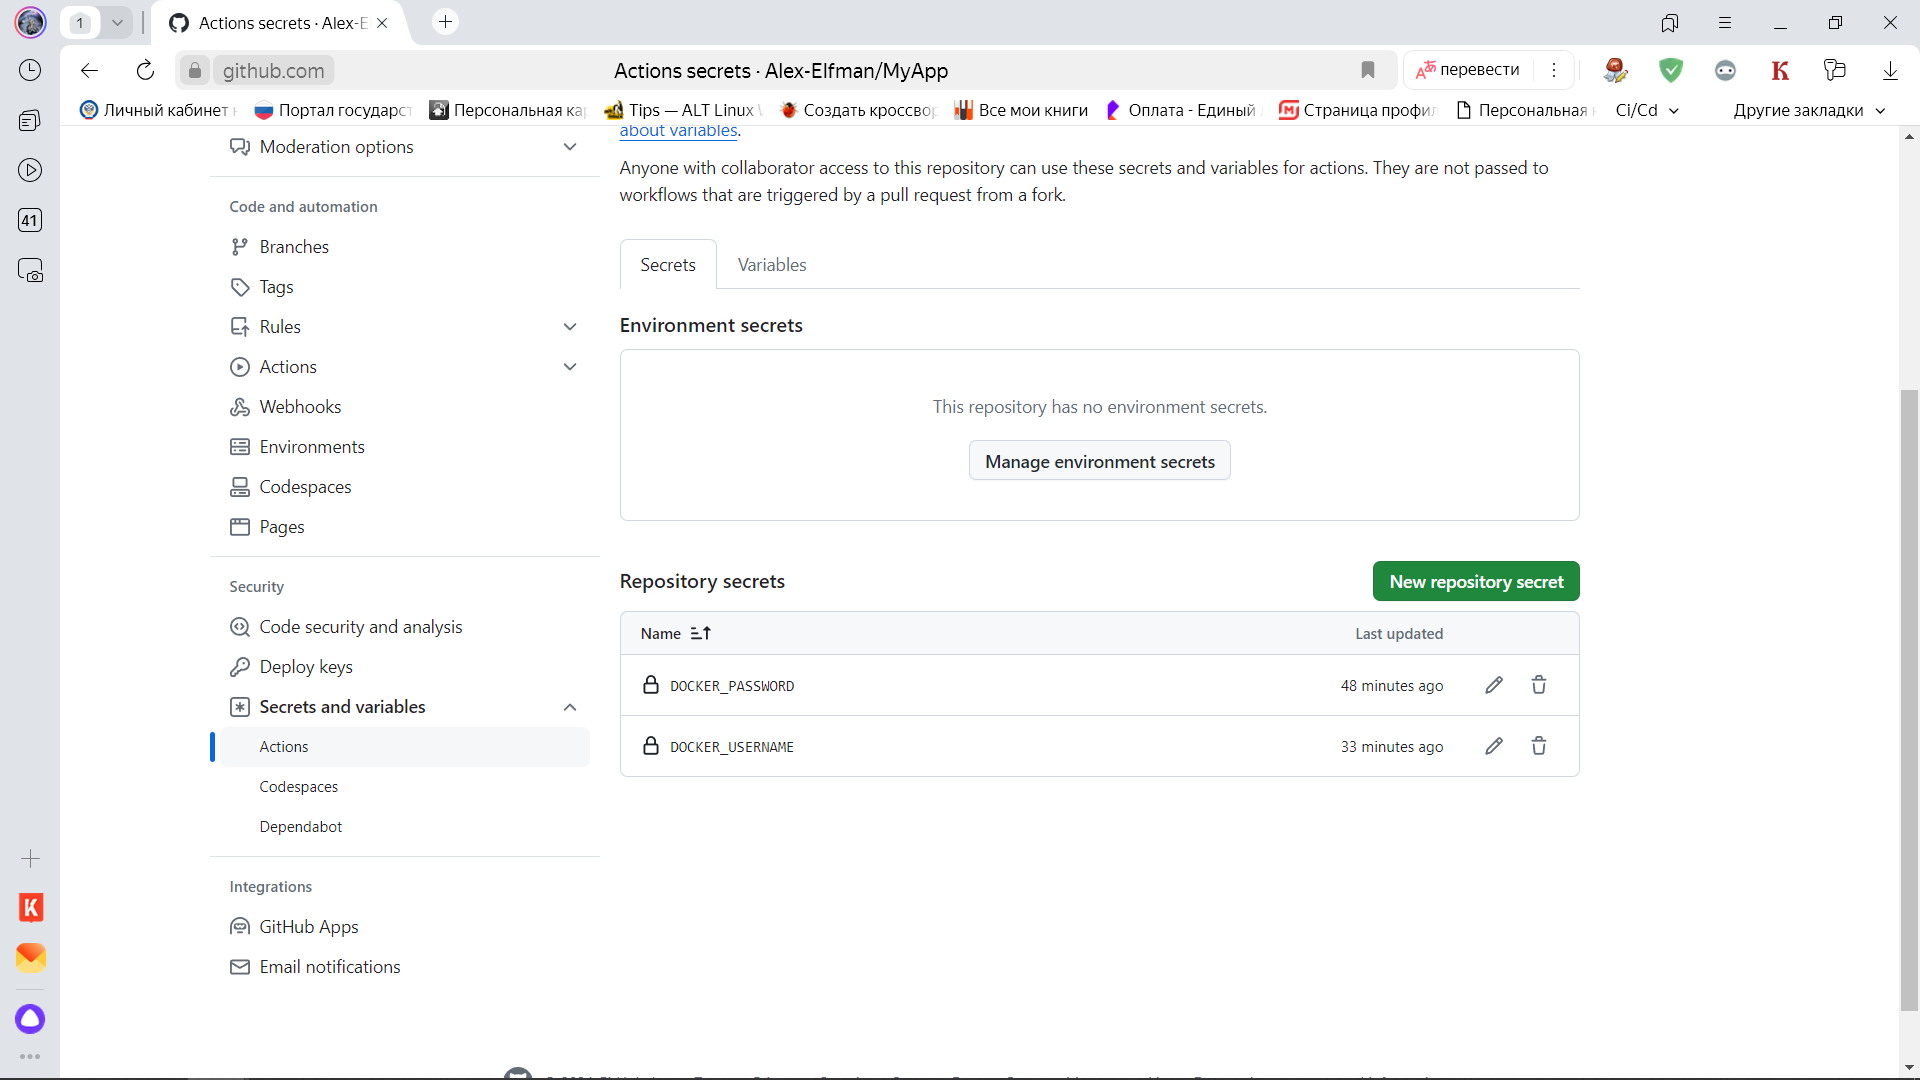 1
Actions secrets · Alex-E
github.com
Actions secrets · Alex-Elfman/MyApp
перевести
Личный кабинет
Портал государст
Персональная ка
Tips — ALT Linux
Создать кроссвор
Все мои книги
Оплата - Единый
Страница профил
Персональная
Ci/Cd
Другие закладки
41
K
Moderation options
Code and automation
Branches
Tags
Rules
Actions
Webhooks
Environments
Codespaces
Pages
Security
Code security and analysis
Deploy keys
Secrets and variables
Actions
Codespaces
Dependabot
Integrations
GitHub Apps
Email notifications
about variables.
Anyone with collaborator access to this repository can use these secrets and variables for actions. They are not passed to
workflows that are triggered by a pull request from a fork.
Secrets Variables
Environment secrets
This repository has no environment secrets.
Manage environment secrets
Repository secrets
New repository secret
Name Last updated
DOCKER_PASSWORD 48 minutes ago
DOCKER_USERNAME 33 minutes ago